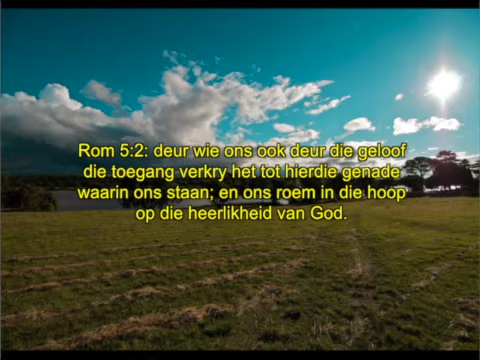 Rom 5:2: deur wie ons ook deur die geloof
die toegang verkry het tot hierdie genade
waarin ons staan; en ons roem in die hoop
op die heerlikheid van God.